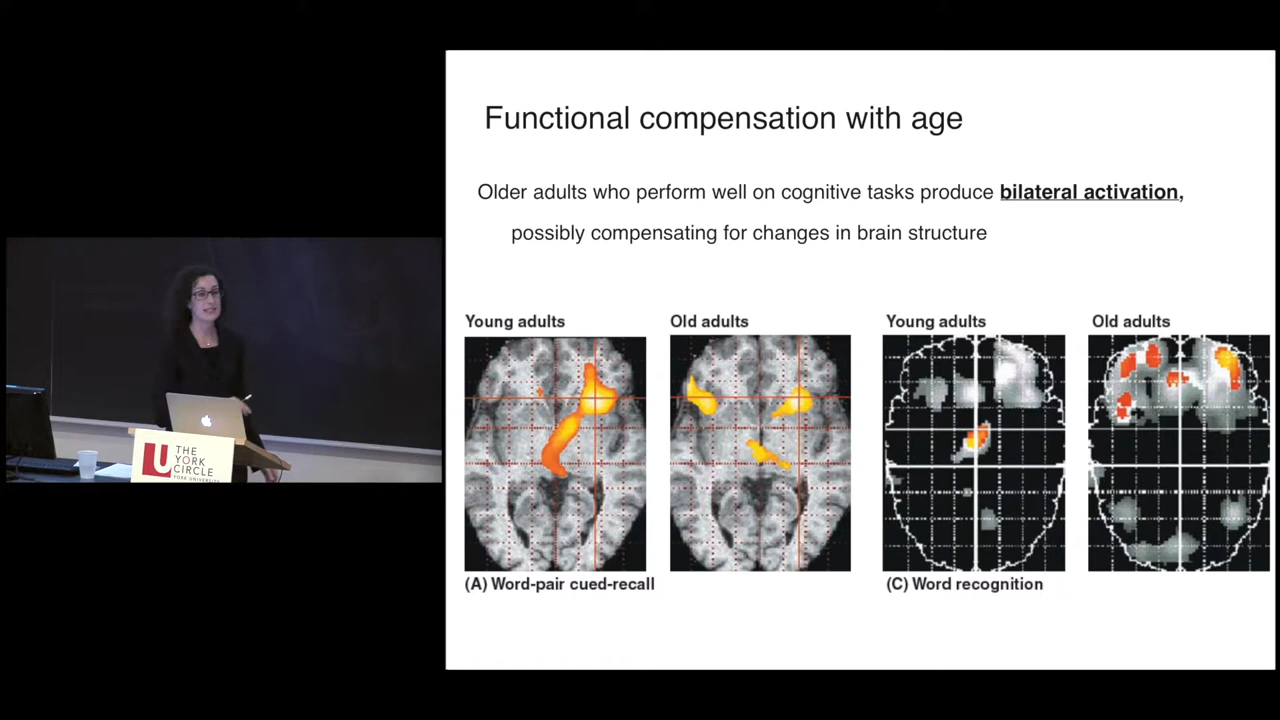 Functional compensation with age
Older adults who perform well on cognitive tasks produce bilateral activation,
possibly compensating for changes in brain structure
Young adults
Old adults
Young adults
Old adults
(A) Word-pair cued-recall
(C) Word recognition
U
THE
YORK
CIRCLE
YORK UNIVERSITY